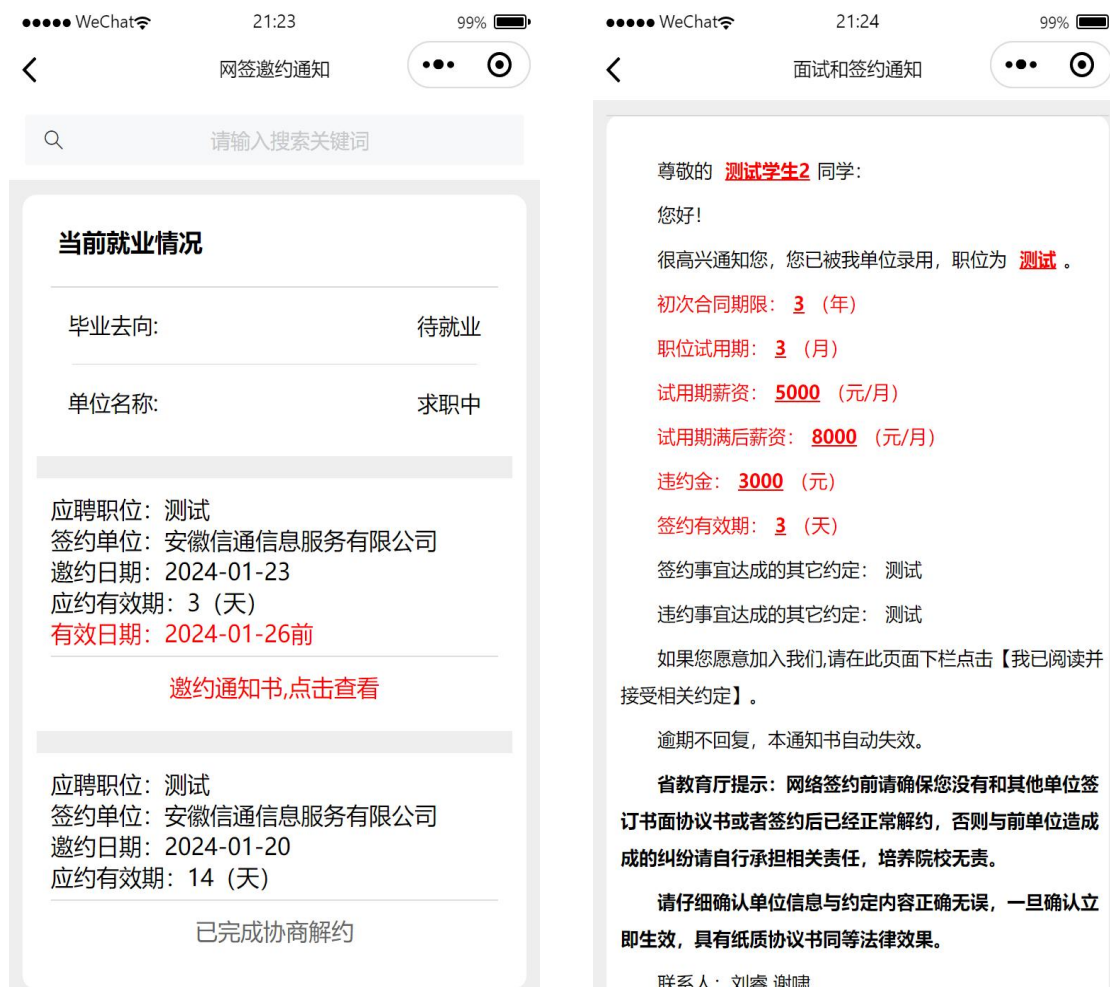 WeChat 21:23 99%
网签邀约通知
请输入搜索关键词
当前就业情况
毕业去向: 待就业
单位名称: 求职中
应聘职位：测试
签约单位：安徽信通信息服务有限公司
邀约日期：2024-01-23
应约有效期：3（天）
有效日期：2024-01-26前
邀约通知书,点击查看
应聘职位：测试
签约单位：安徽信通信息服务有限公司
邀约日期：2024-01-20
应约有效期：14（天）
已完成协商解约
WeChat 21:24 99%
面试和签约通知
尊敬的 测试学生2 同学：
您好！
很高兴通知您，您已被我单位录用，职位为 测试 。
初次合同期限： 3 （年）
职位试用期： 3 （月）
试用期薪资： 5000 （元/月）
试用期满后薪资： 8000 （元/月）
违约金： 3000 （元）
签约有效期： 3 （天）
签约事宜达成的其它约定： 测试
违约事宜达成的其它约定： 测试
如果您愿意加入我们,请在此页面下栏点击【我已阅读并
接受相关约定】。
逾期不回复，本通知书自动失效。
省教育厅提示：网络签约前请确保您没有和其他单位签
订书面协议书或者签约后已经正常解约，否则与前单位造成
成的纠纷请自行承担相关责任，培养院校无责。
请仔细确认单位信息与约定内容正确无误，一旦确认立
即生效，具有纸质协议书同等法律效果。
联系人：刘睿 谢啸